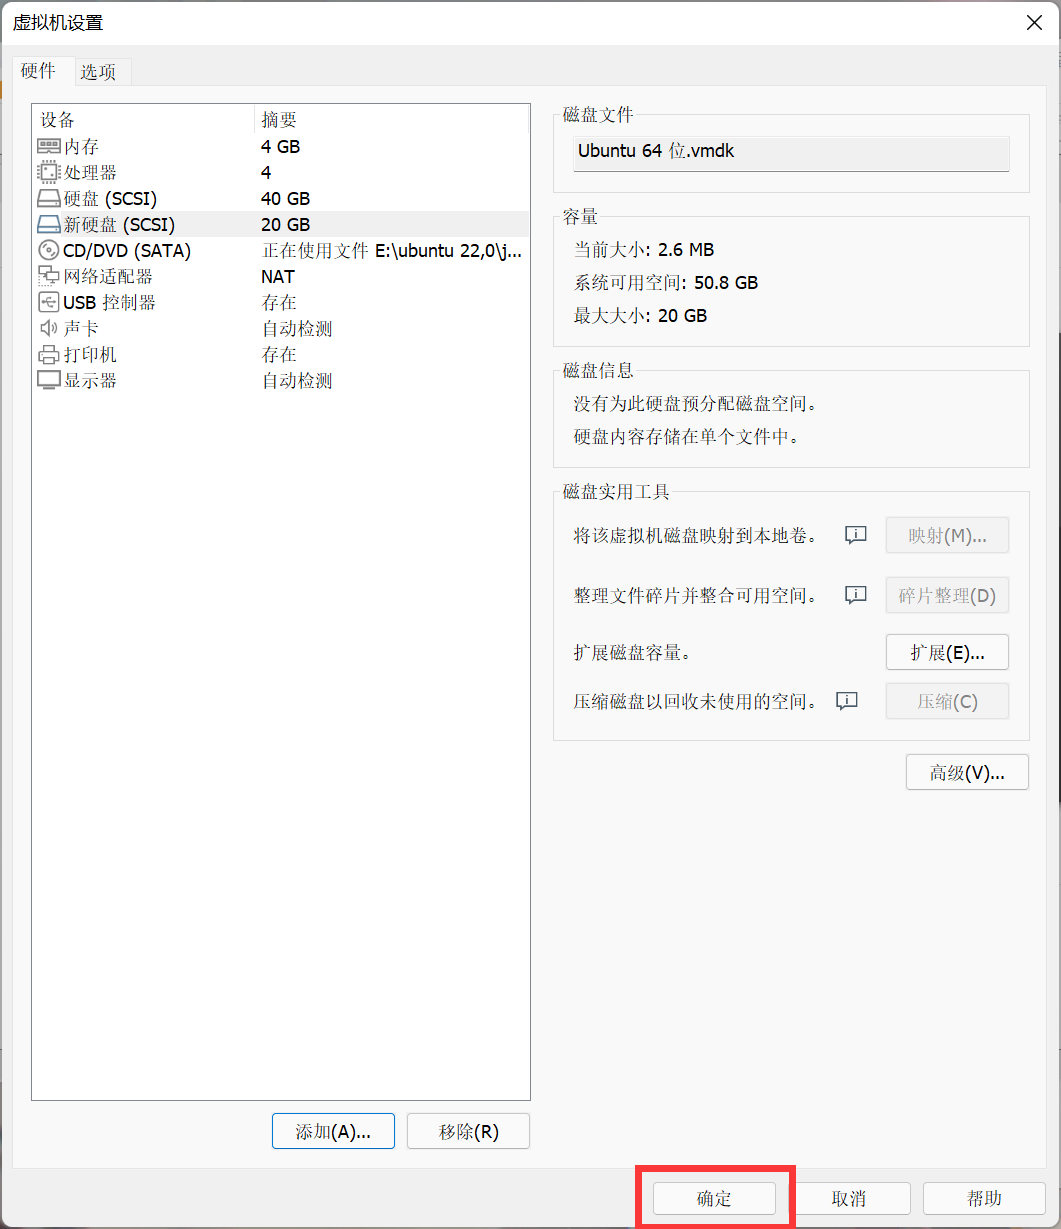 虚拟机设置
硬件 选项
设备 摘要
内存 4 GB
处理器 4
硬盘 (SCSI) 40 GB
新硬盘 (SCSI) 20 GB
CD/DVD (SATA) 正在使用文件 E:\ubuntu 22,0\j...
网络适配器 NAT
USB 控制器 存在
声卡 自动检测
打印机 存在
显示器 自动检测
添加(A)... 移除(R)
磁盘文件
Ubuntu 64 位.vmdk
容量
当前大小: 2.6 MB
系统可用空间: 50.8 GB
最大大小: 20 GB
磁盘信息
没有为此硬盘预分配磁盘空间。
硬盘内容存储在单个文件中。
磁盘实用工具
将该虚拟机磁盘映射到本地卷。 映射(M)...
整理文件碎片并整合可用空间。 碎片整理(D)
扩展磁盘容量。 扩展(E)...
压缩磁盘以回收未使用的空间。 压缩(C)
高级(V)...
确定 取消 帮助